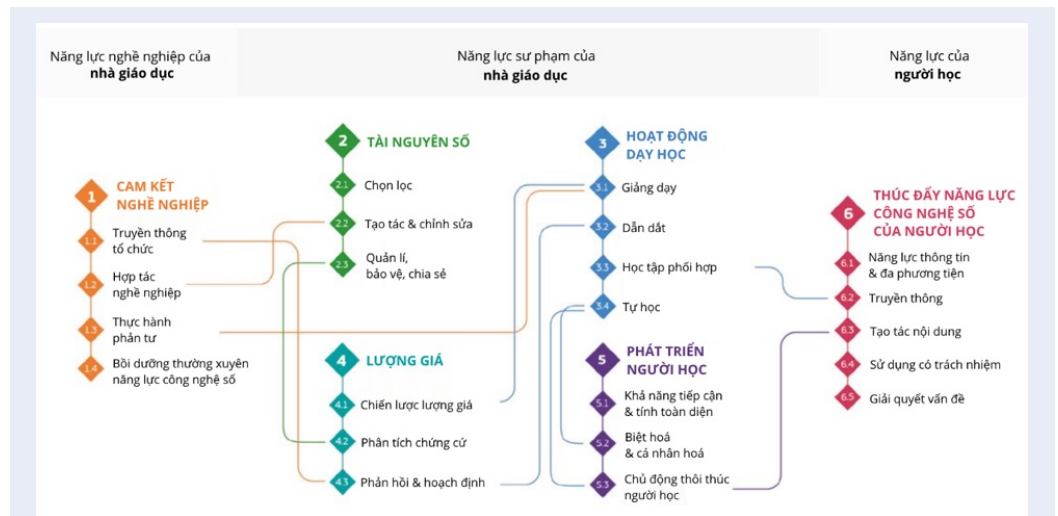 Năng lực nghề nghiệp của
nhà giáo dục
Năng lực sư phạm của
nhà giáo dục
Năng lực của
người học
1
CAM KẾT
NGHỀ NGHIỆP
1.1
Truyền thông
tổ chức
1.2
Hợp tác
nghề nghiệp
1.3
Thực hành
phản tư
1.4
Bồi dưỡng thường xuyên
năng lực công nghệ số
2
TÀI NGUYÊN SỐ
2.1
Chọn lọc
2.2
Tạo tác & chỉnh sửa
2.3
Quản lí,
bảo vệ, chia sẻ
4
LƯỢNG GIÁ
4.1
Chiến lược lượng giá
4.2
Phân tích chứng cứ
4.3
Phản hồi & hoạch định
3
HOẠT ĐỘNG
DẠY HỌC
3.1
Giảng dạy
3.2
Dẫn dắt
3.3
Học tập phối hợp
3.4
Tự học
5
PHÁT TRIỂN
NGƯỜI HỌC
5.1
Khả năng tiếp cận
& tính toàn diện
5.2
Biệt hoá
& cá nhân hoá
5.3
Chủ động thôi thúc
người học
6
THÚC ĐẨY NĂNG LỰC
CÔNG NGHỆ SỐ
CỦA NGƯỜI HỌC
6.1
Năng lực thông tin
& đa phương tiện
6.2
Truyền thông
6.3
Tạo tác nội dung
6.4
Sử dụng có trách nhiệm
6.5
Giải quyết vấn đề